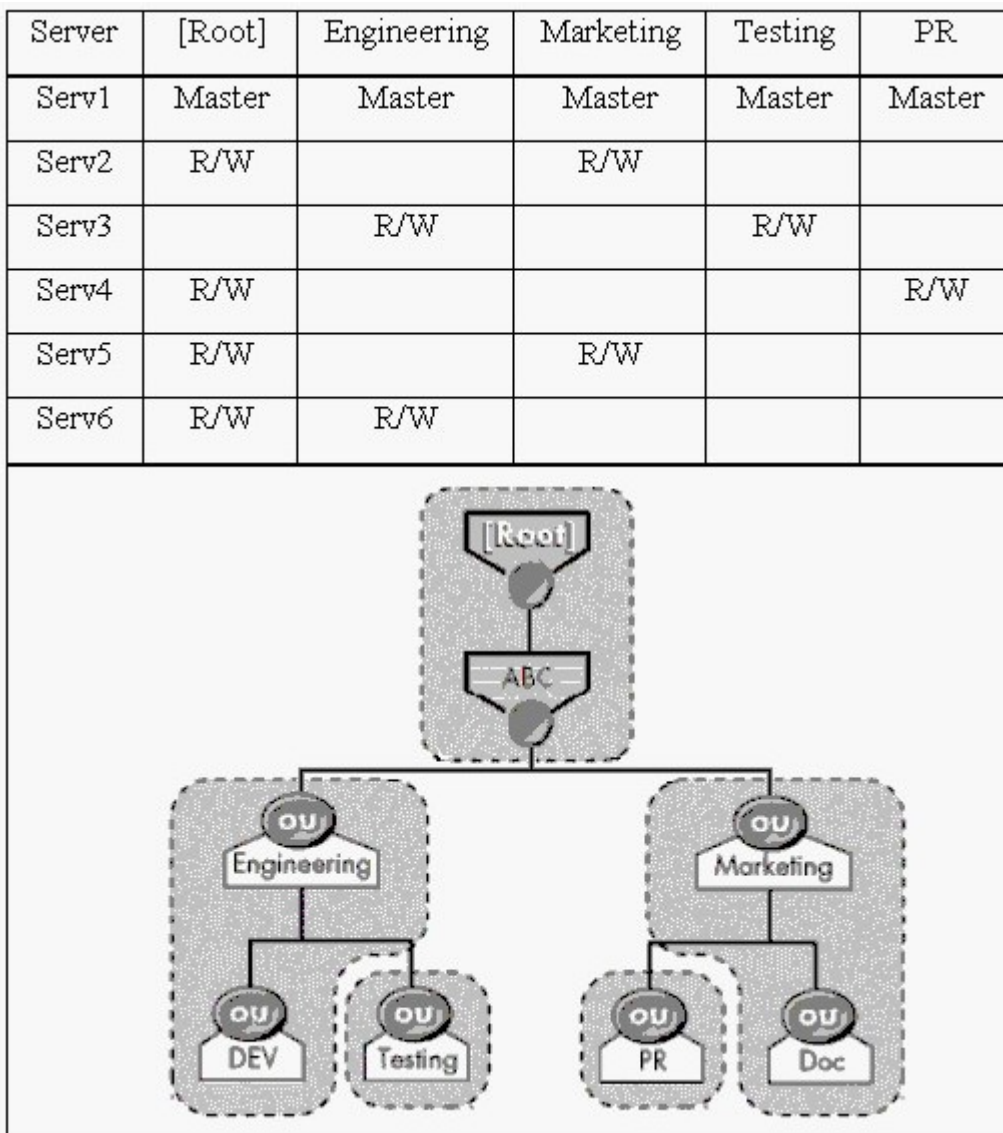 Server [Root] Engineering Marketing Testing PR
Serv1 Master Master Master Master Master
Serv2 R/W R/W
Serv3 R/W R/W
Serv4 R/W R/W
Serv5 R/W R/W
Serv6 R/W R/W
[Root]
ABC
OU OU
Engineering Marketing
OU OU OU OU
DEV Testing PR Doc